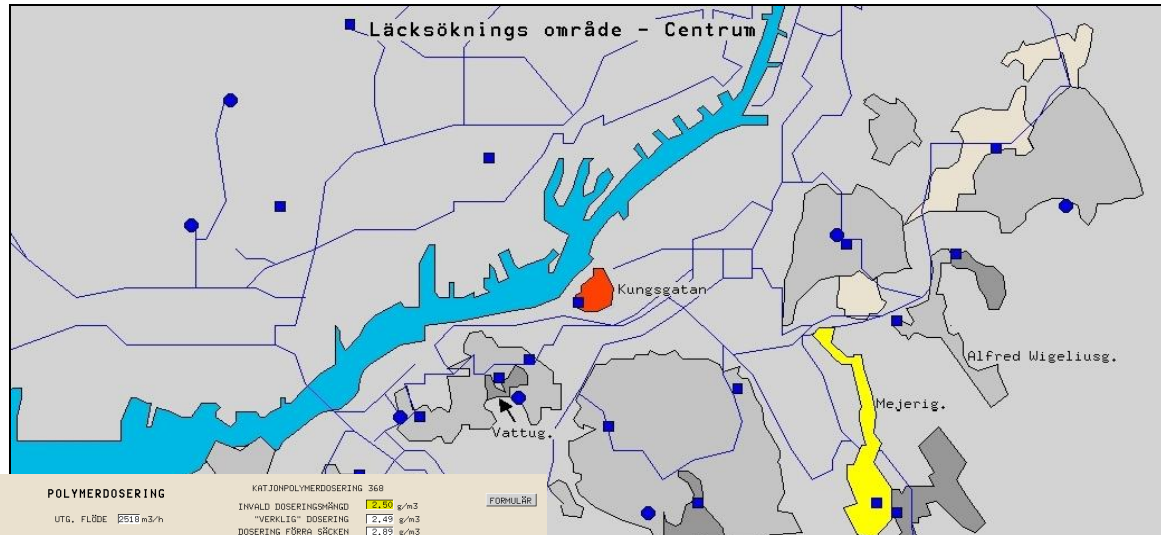 Läcksöknings område - Centrum
Kungsgatan
Alfred Wigeliusg.
Mejerig.
Vattug.
POLYMERDOSERING
UTG. FLÖDE 2518 m3/h
KATJONPOLYMERDOSERING 368
INVALD DOSERINGSMÄNGD 2.50 g/m3
"VERKLIG" DOSERING 2.49 g/m3
DOSERING FÖRRA SÄCKEN 2.89 g/m3
FORMULÄR